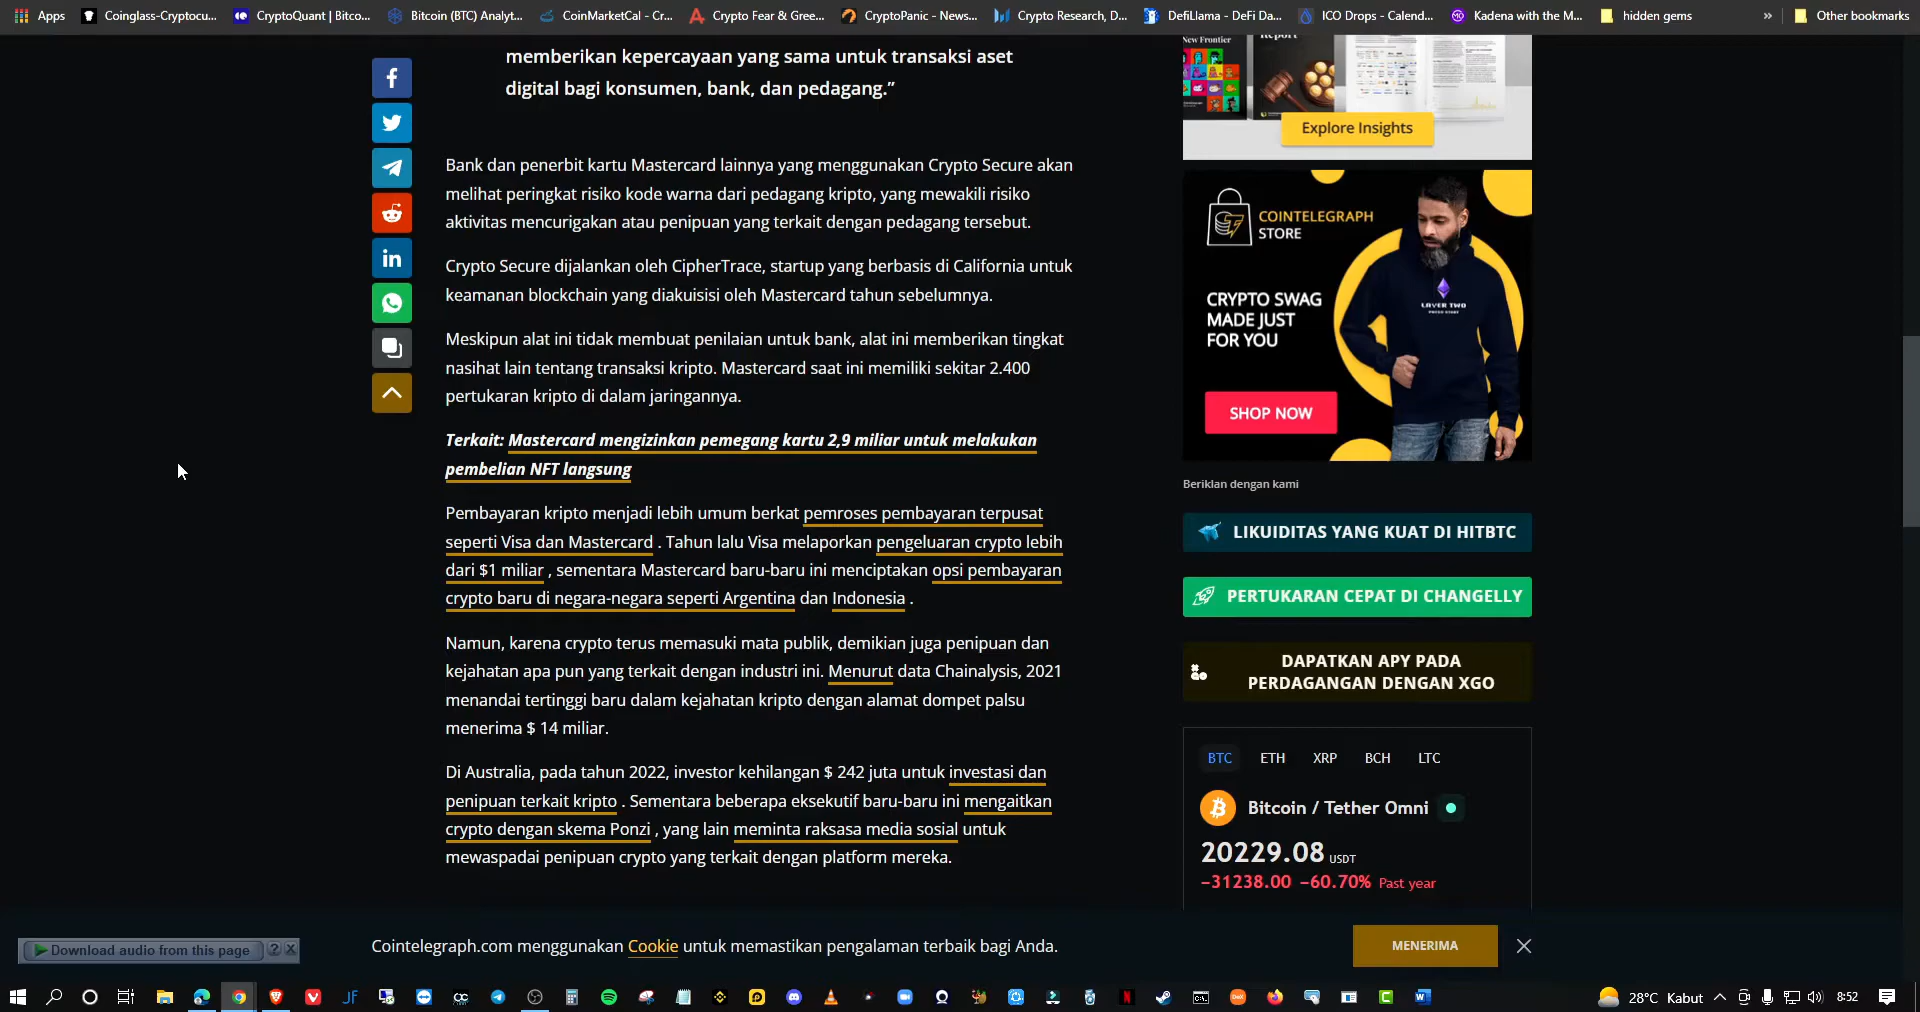 Apps
Coinglass-Cryptocu...
CryptoQuant | Bitco...
Bitcoin (BTC) Analyt...
CoinMarketCal - Cr...
Crypto Fear & Gree...
CryptoPanic - News...
Crypto Research, D...
DefiLlama - DeFi Da...
ICO Drops - Calend...
Kadena with the M...
hidden gems
»
Other bookmarks
memberikan kepercayaan yang sama untuk transaksi aset
digital bagi konsumen, bank, dan pedagang.”
Bank dan penerbit kartu Mastercard lainnya yang menggunakan Crypto Secure akan
melihat peringkat risiko kode warna dari pedagang kripto, yang mewakili risiko
aktivitas mencurigakan atau penipuan yang terkait dengan pedagang tersebut.
Crypto Secure dijalankan oleh CipherTrace, startup yang berbasis di California untuk
keamanan blockchain yang diakuisisi oleh Mastercard tahun sebelumnya.
Meskipun alat ini tidak membuat penilaian untuk bank, alat ini memberikan tingkat
nasihat lain tentang transaksi kripto. Mastercard saat ini memiliki sekitar 2.400
pertukaran kripto di dalam jaringannya.
Terkait: Mastercard mengizinkan pemegang kartu 2,9 miliar untuk melakukan
pembelian NFT langsung
Pembayaran kripto menjadi lebih umum berkat pemroses pembayaran terpusat
seperti Visa dan Mastercard . Tahun lalu Visa melaporkan pengeluaran crypto lebih
dari $1 miliar , sementara Mastercard baru-baru ini menciptakan opsi pembayaran
crypto baru di negara-negara seperti Argentina dan Indonesia .
Namun, karena crypto terus memasuki mata publik, demikian juga penipuan dan
kejahatan apa pun yang terkait dengan industri ini. Menurut data Chainalysis, 2021
menandai tertinggi baru dalam kejahatan kripto dengan alamat dompet palsu
menerima $ 14 miliar.
Di Australia, pada tahun 2022, investor kehilangan $ 242 juta untuk investasi dan
penipuan terkait kripto . Sementara beberapa eksekutif baru-baru ini mengaitkan
crypto dengan skema Ponzi , yang lain meminta raksasa media sosial untuk
mewaspadai penipuan crypto yang terkait dengan platform mereka.
New Frontier
Report
Explore Insights
COINTELEGRAPH
STORE
CRYPTO SWAG
MADE JUST
FOR YOU
LAYER TWO
SHOP NOW
Beriklan dengan kami
LIKUIDITAS YANG KUAT DI HITBTC
PERTUKARAN CEPAT DI CHANGELLY
DAPATKAN APY PADA
PERDAGANGAN DENGAN XGO
BTC ETH XRP BCH LTC
Bitcoin / Tether Omni
20229.08 USDT
−31238.00 −60.70% Past year
Download audio from this page ? X
Cointelegraph.com menggunakan Cookie untuk memastikan pengalaman terbaik bagi Anda.
MENERIMA
28°C Kabut
8:52